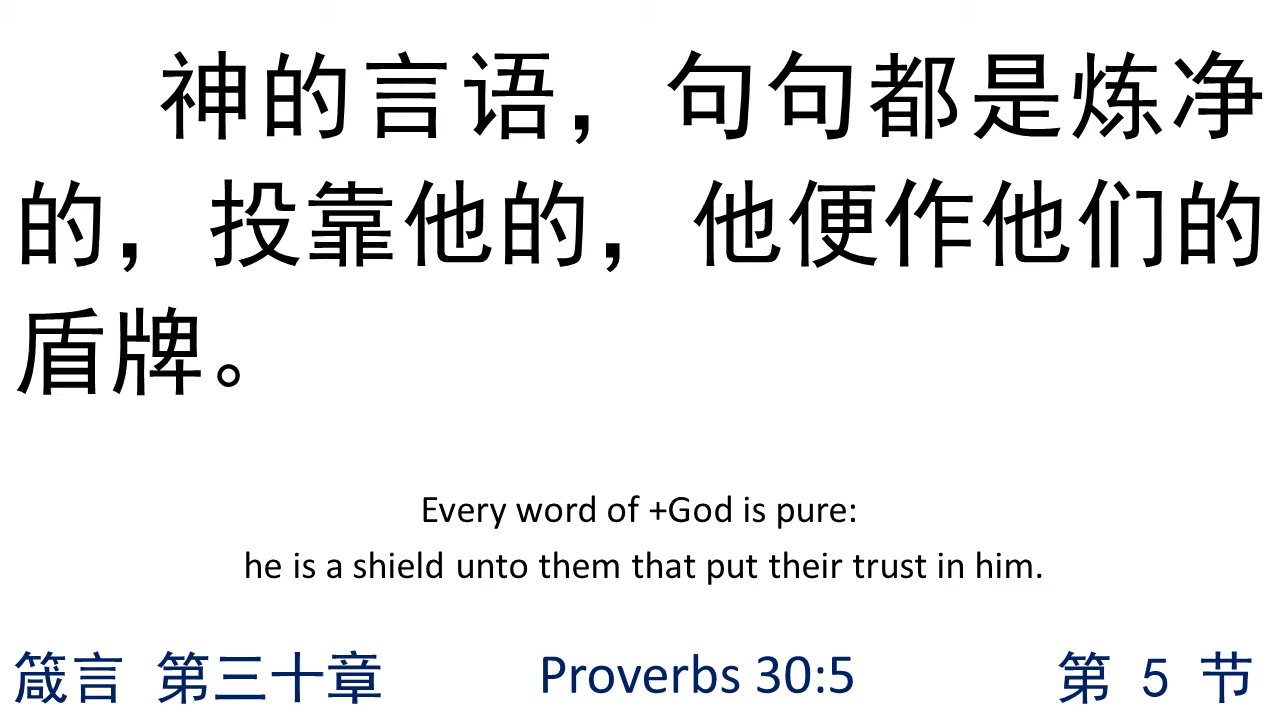 神的言语，句句都是炼净
的，投靠他的，他便作他们的
盾牌。
Every word of +God is pure:
he is a shield unto them that put their trust in him.
箴言 第三十章 Proverbs 30:5 第 5 节